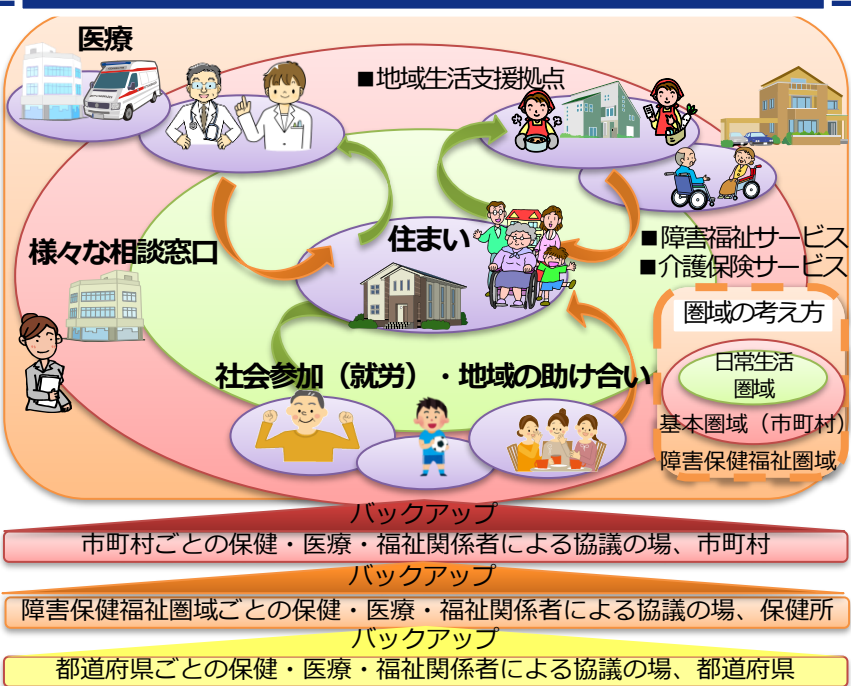 医療
■地域生活支援拠点
様々な相談窓口
住まい
■障害福祉サービス
■介護保険サービス
圏域の考え方
日常生活
圏域
基本圏域（市町村）
障害保健福祉圏域
社会参加（就労）・地域の助け合い
バックアップ
市町村ごとの保健・医療・福祉関係者による協議の場、市町村
バックアップ
障害保健福祉圏域ごとの保健・医療・福祉関係者による協議の場、保健所
バックアップ
都道府県ごとの保健・医療・福祉関係者による協議の場、都道府県